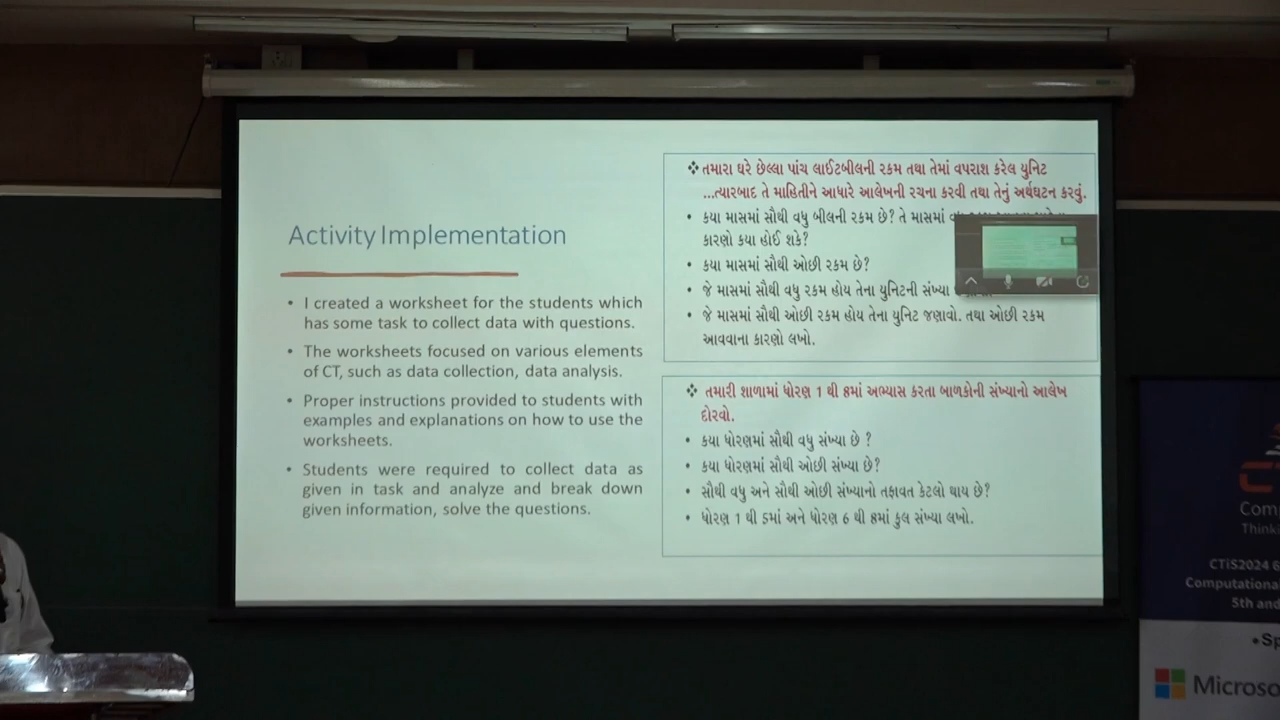 Activity Implementation
• I created a worksheet for the students which
has some task to collect data with questions.
• The worksheets focused on various elements
of CT, such as data collection, data analysis.
• Proper instructions provided to students with
examples and explanations on how to use the
worksheets.
• Students were required to collect data as
given in task and analyze and break down
given information, solve the questions.
❖તમારા ઘરે છેલ્લા પાંચ લાઈટબીલની રકમ તથા તેમાં વપરાશ કરેલ યુનિટ
...ત્યારબાદ તે માહિતીને આધારે આલેખની રચના કરવી તથા તેનું અર્થઘટન કરવું.
• કયા માસમાં સૌથી વધુ બીલની રકમ છે? તે માસમાં
કારણો કયા હોઈ શકે?
• કયા માસમાં સૌથી ઓછી રકમ છે?
• જે માસમાં સૌથી વધુ રકમ હોય તેના યુનિટની સંખ્યા
• જે માસમાં સૌથી ઓછી રકમ હોય તેના યુનિટ જણાવો. તથા ઓછી રકમ
આવવાના કારણો લખો.
❖ તમારી શાળામાં ધોરણ 1 થી 8માં અભ્યાસ કરતા બાળકોની સંખ્યાનો આલેખ
દોરવો.
• કયા ધોરણમાં સૌથી વધુ સંખ્યા છે ?
• કયા ધોરણમાં સૌથી ઓછી સંખ્યા છે?
• સૌથી વધુ અને સૌથી ઓછી સંખ્યાનો તફાવત કેટલો થાય છે?
• ધોરણ 1 થી 5માં અને ધોરણ 6 થી 8માં કુલ સંખ્યા લખો.
Comp
Think
CTiS2024 6
Computationa
5th and
•Sp
Microso